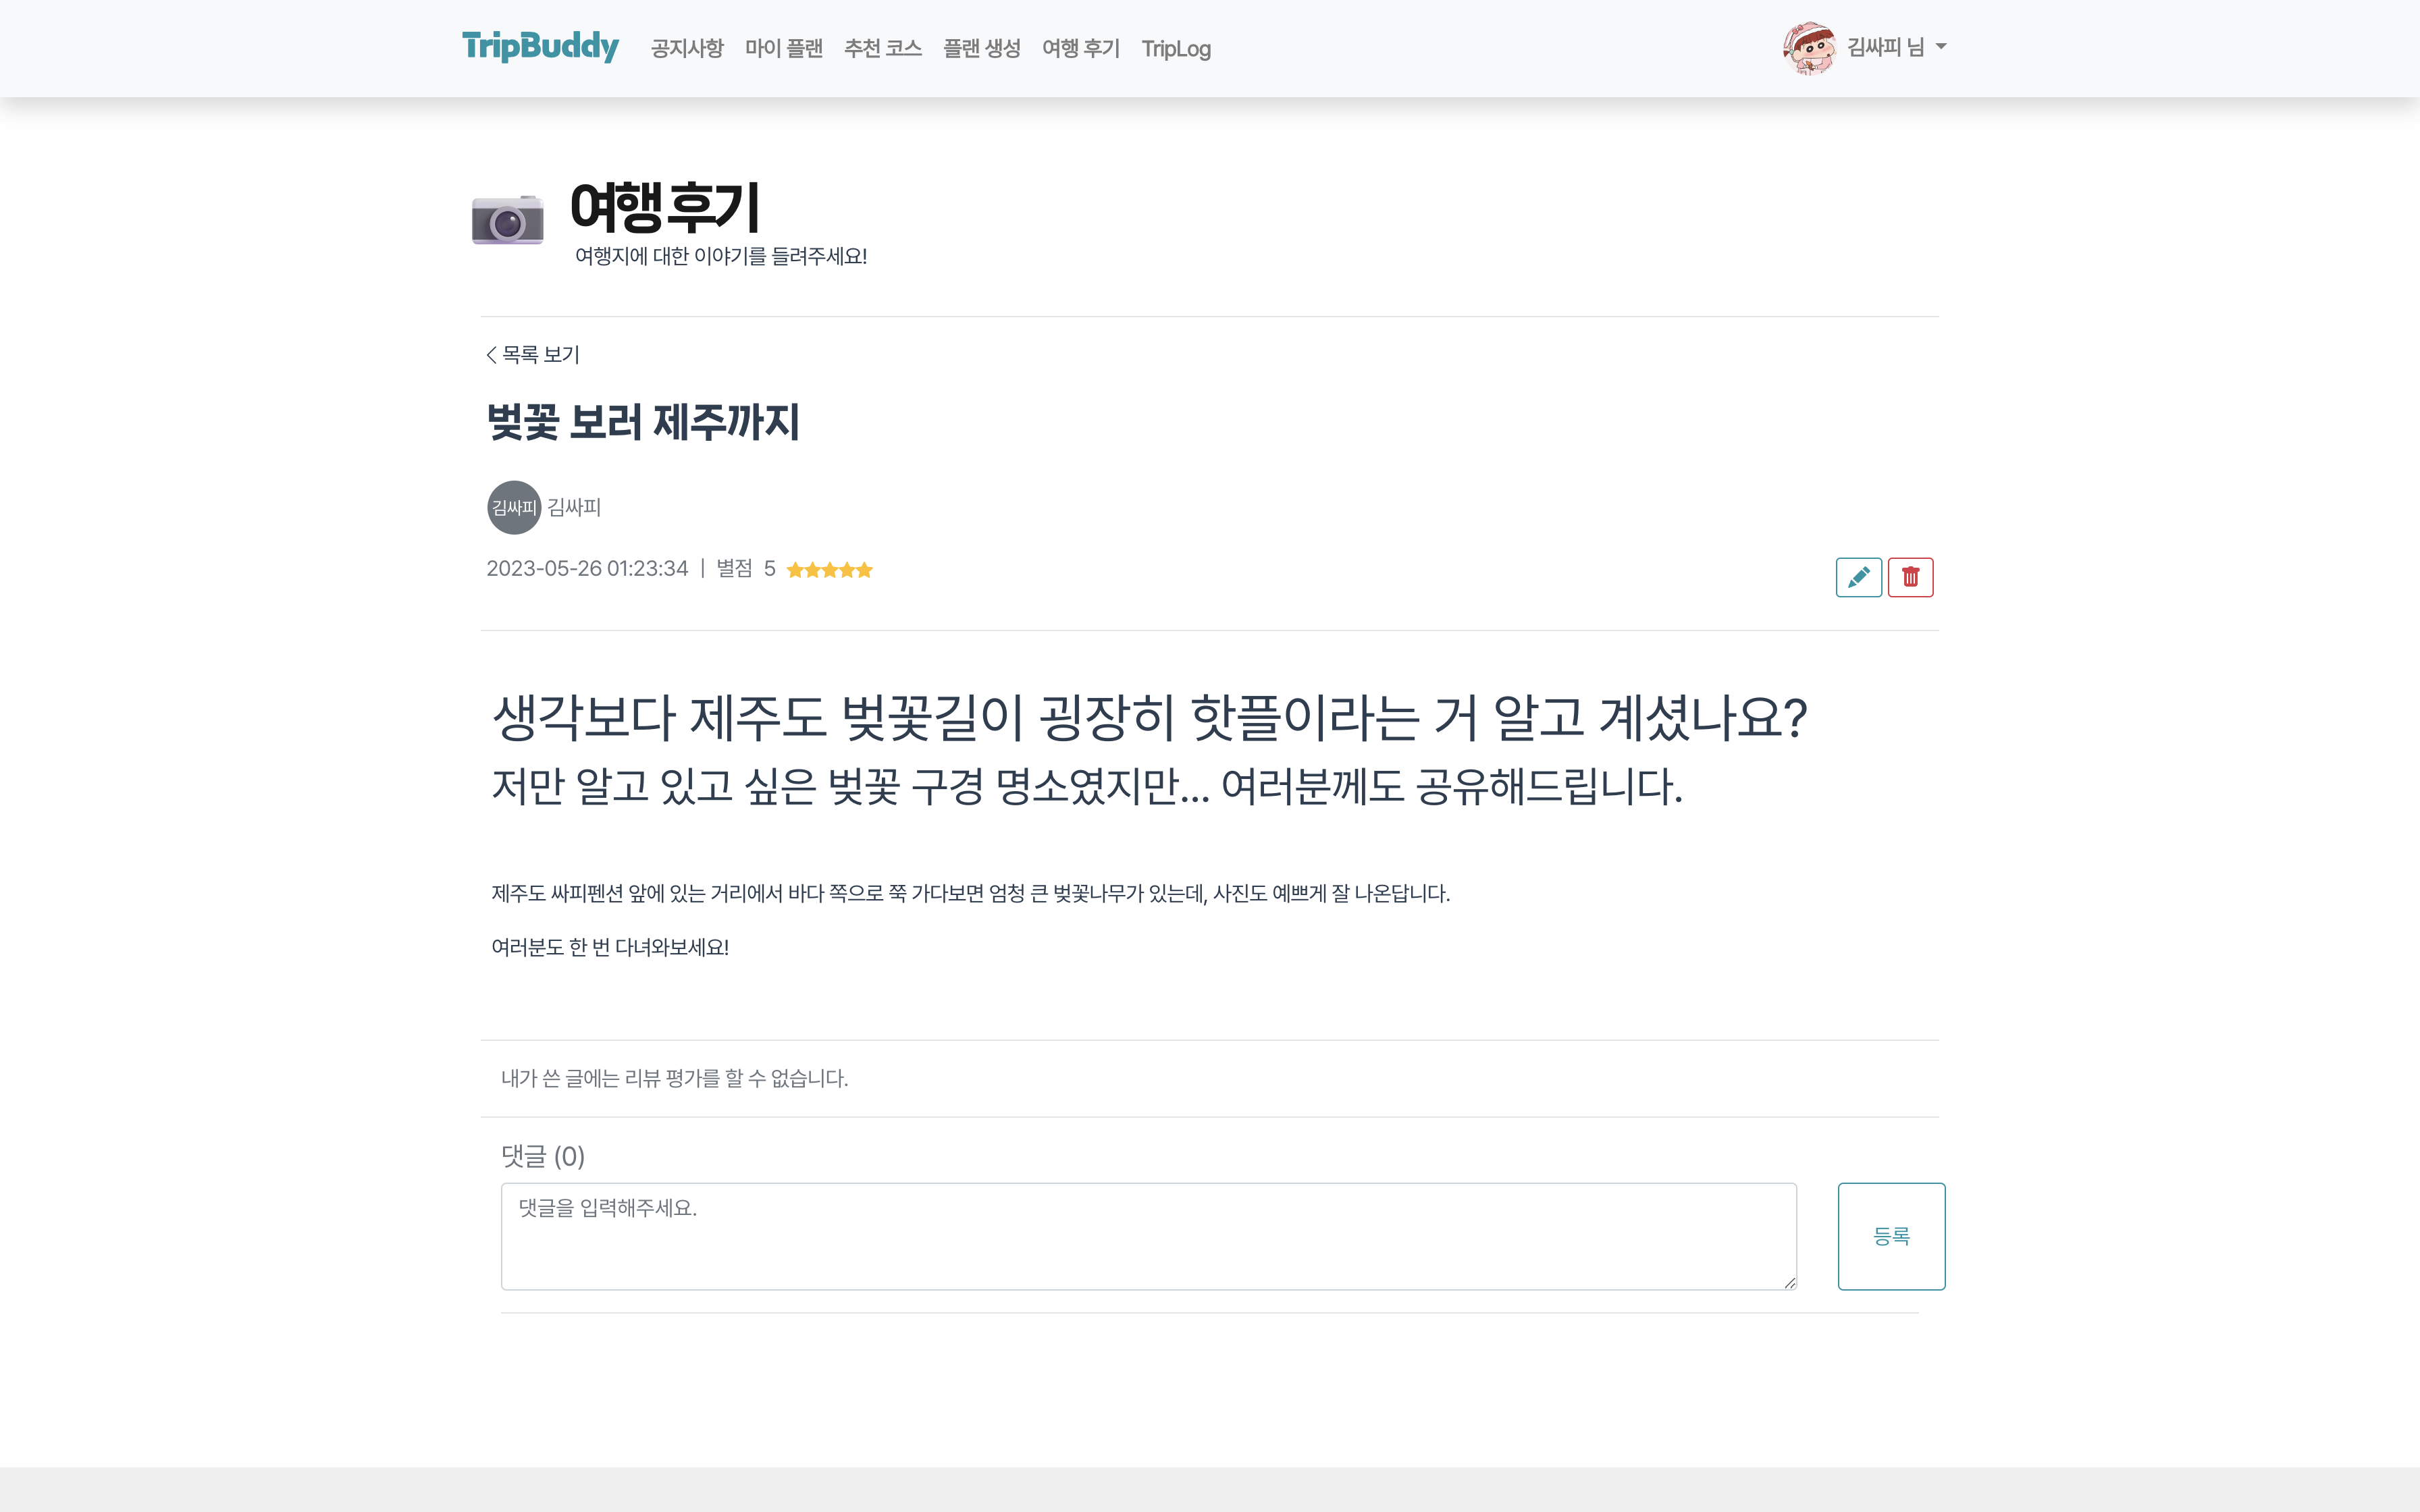 TripBuddy 공지사항 마이 플랜 추천 코스 플랜 생성 여행 후기 TripLog 김싸피 님
여행 후기
여행지에 대한 이야기를 들려주세요!
목록 보기
벚꽃 보러 제주까지
김싸피 김싸피
2023-05-26 01:23:34 | 별점 5
생각보다 제주도 벚꽃길이 굉장히 핫플이라는 거 알고 계셨나요?
저만 알고 있고 싶은 벚꽃 구경 명소였지만... 여러분께도 공유해드립니다.
제주도 싸피펜션 앞에 있는 거리에서 바다 쪽으로 쭉 가다보면 엄청 큰 벚꽃나무가 있는데, 사진도 예쁘게 잘 나온답니다.
여러분도 한 번 다녀와보세요!
내가 쓴 글에는 리뷰 평가를 할 수 없습니다.
댓글 (0)
댓글을 입력해주세요.
등록